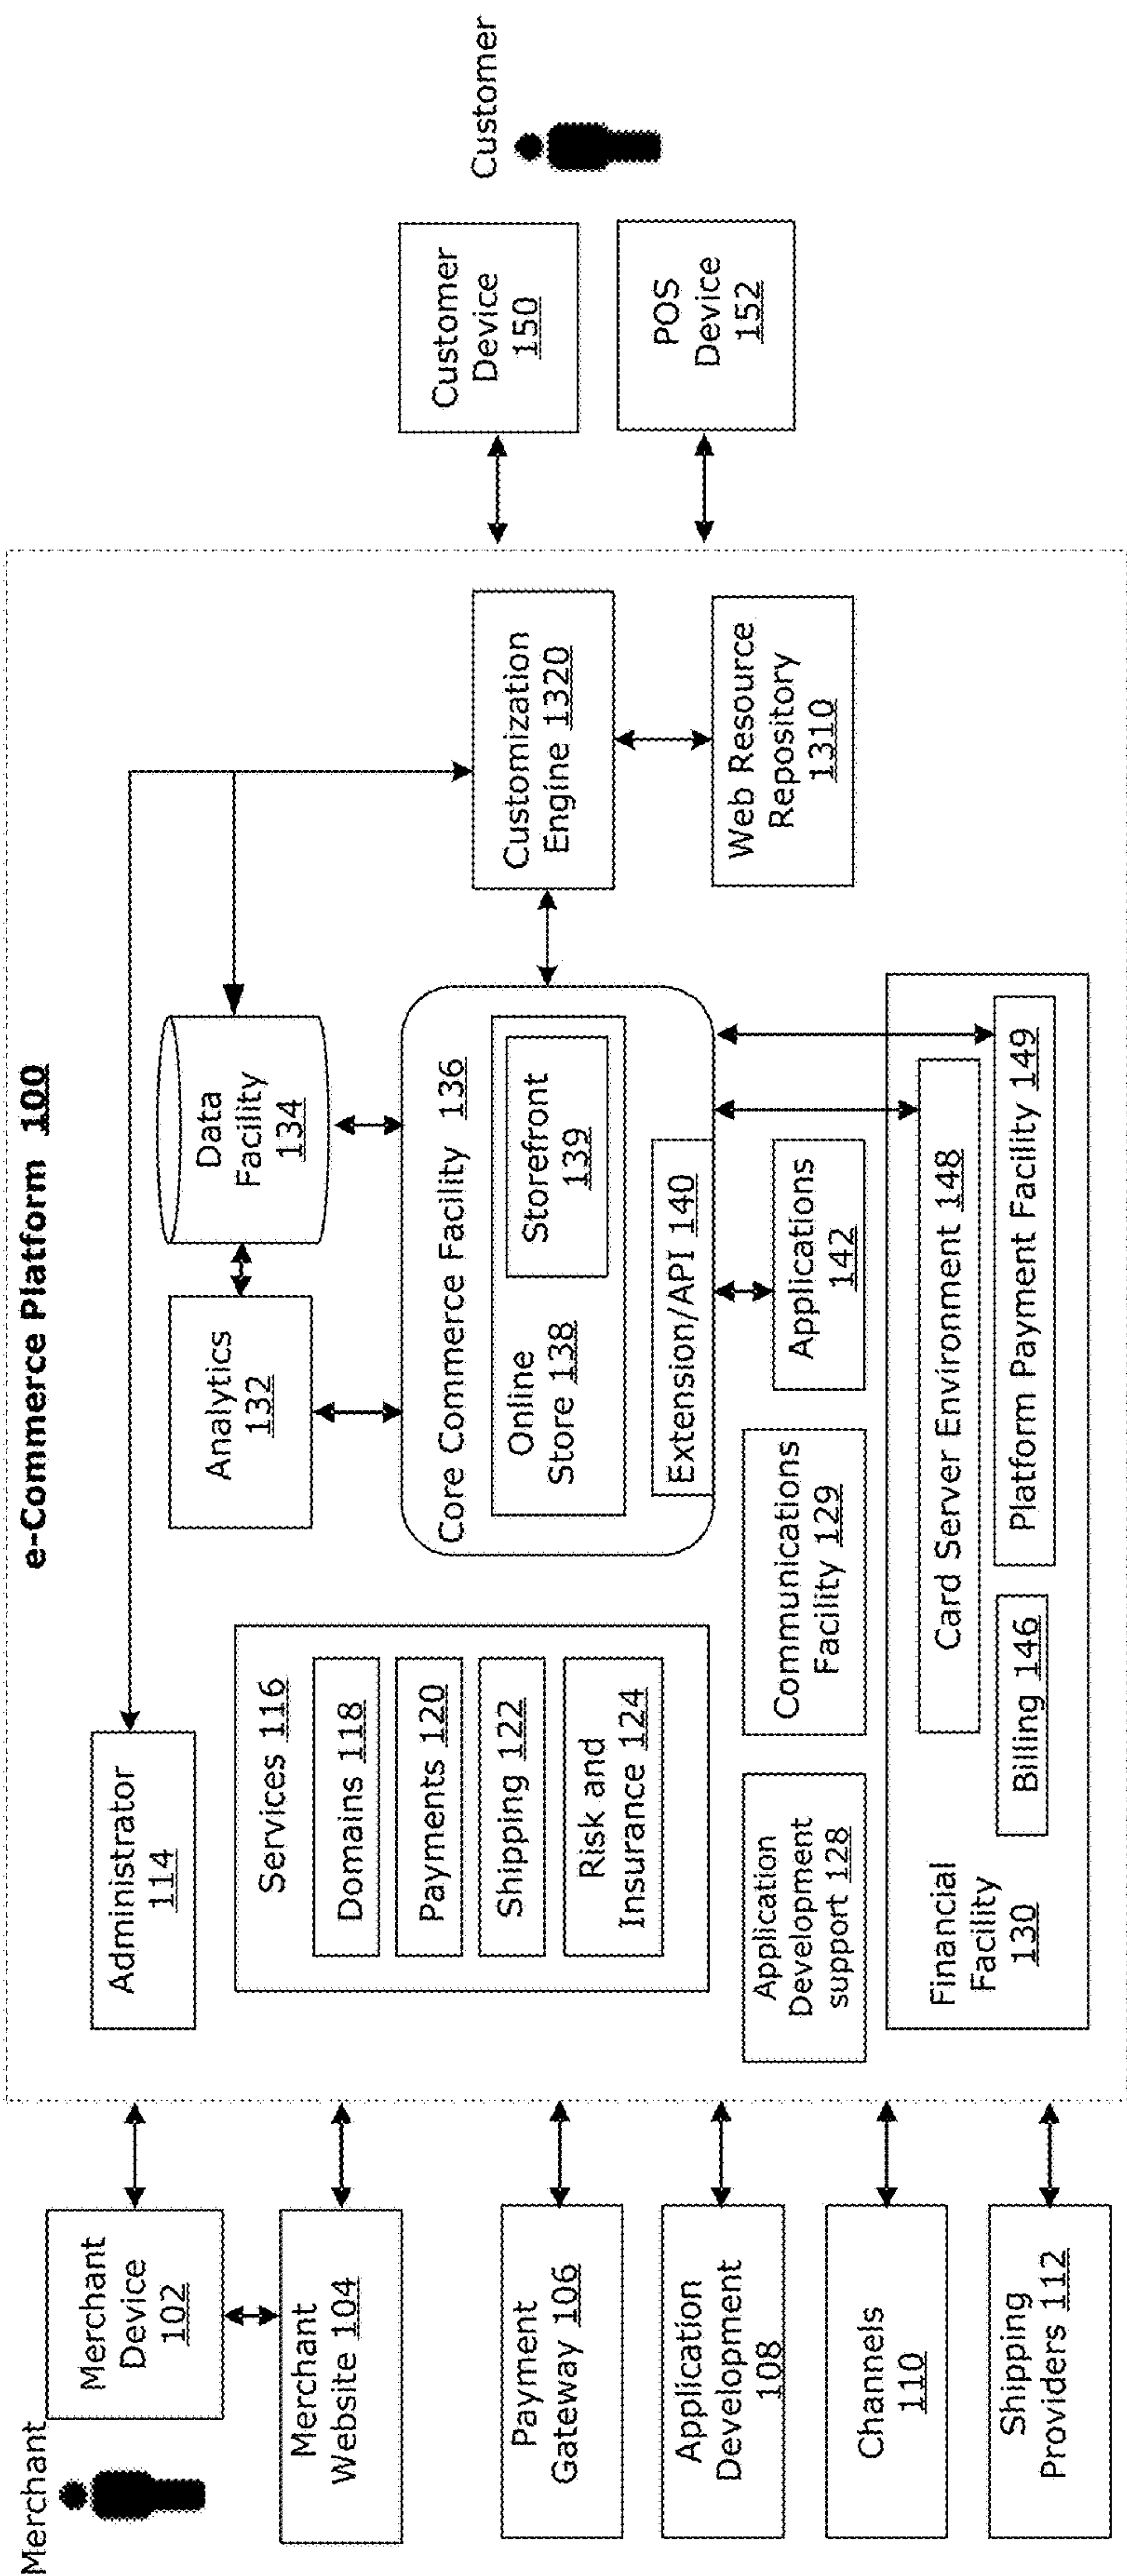 e-Commerce Platform 100
Merchant
Merchant
Device
102
Merchant
Website 104
Payment
Gateway 106
Application
Development
108
Channels
110
Shipping
Providers 112
Administrator
114
Services 116
Domains 118
Payments 120
Shipping 122
Risk and
Insurance 124
Application
Development
support 128
Communications
Facility 129
Financial
Facility
130
Billing 146
Card Server Environment 148
Platform Payment Facility 149
Analytics
132
Data
Facility
134
Core Commerce Facility 136
Online
Store 138
Storefront
139
Extension/API 140
Applications
142
Customization
Engine 1320
Web Resource
Repository
1310
Customer
Device
150
POS
Device
152
Customer